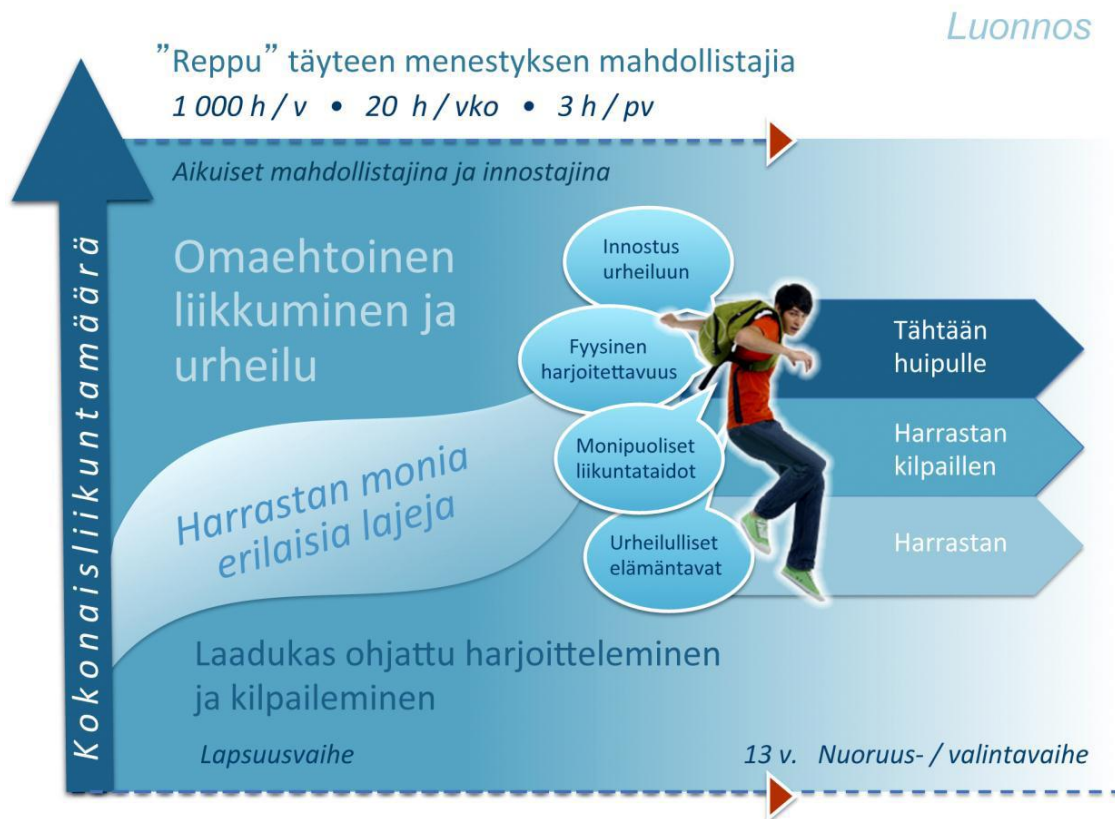 Luonnos
”Reppu” täyteen menestyksen mahdollistajia
1 000 h / v • 20 h / vko • 3 h / pv
Aikuiset mahdollistajina ja innostajina
Kokonaisliikuntamäärä
Omaehtoinen
liikkuminen ja
urheilu
Harrastan monia
erilaisia lajeja
Innostus
urheiluun
Fyysinen
harjoitettavuus
Monipuoliset
liikuntataidot
Urheilulliset
elämäntavat
Tähtään
huipulle
Harrastan
kilpaillen
Harrastan
Laadukas ohjattu harjoitteleminen
ja kilpaileminen
Lapsuusvaihe
13 v. Nuoruus- / valintavaihe